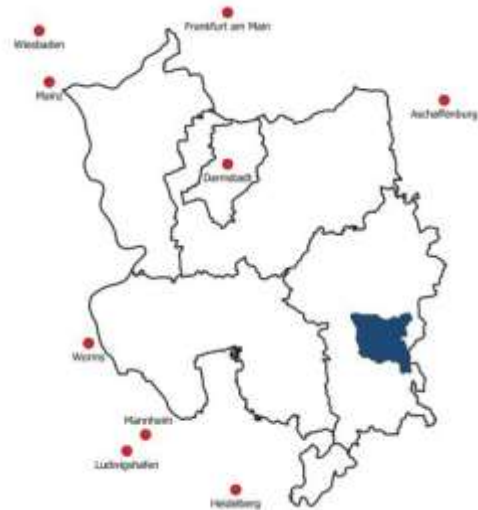 Frankfurt am Main
Wiesbaden
Mainz
Aschaffenburg
Darmstadt
Worms
Mannheim
Ludwigshafen
Heidelberg